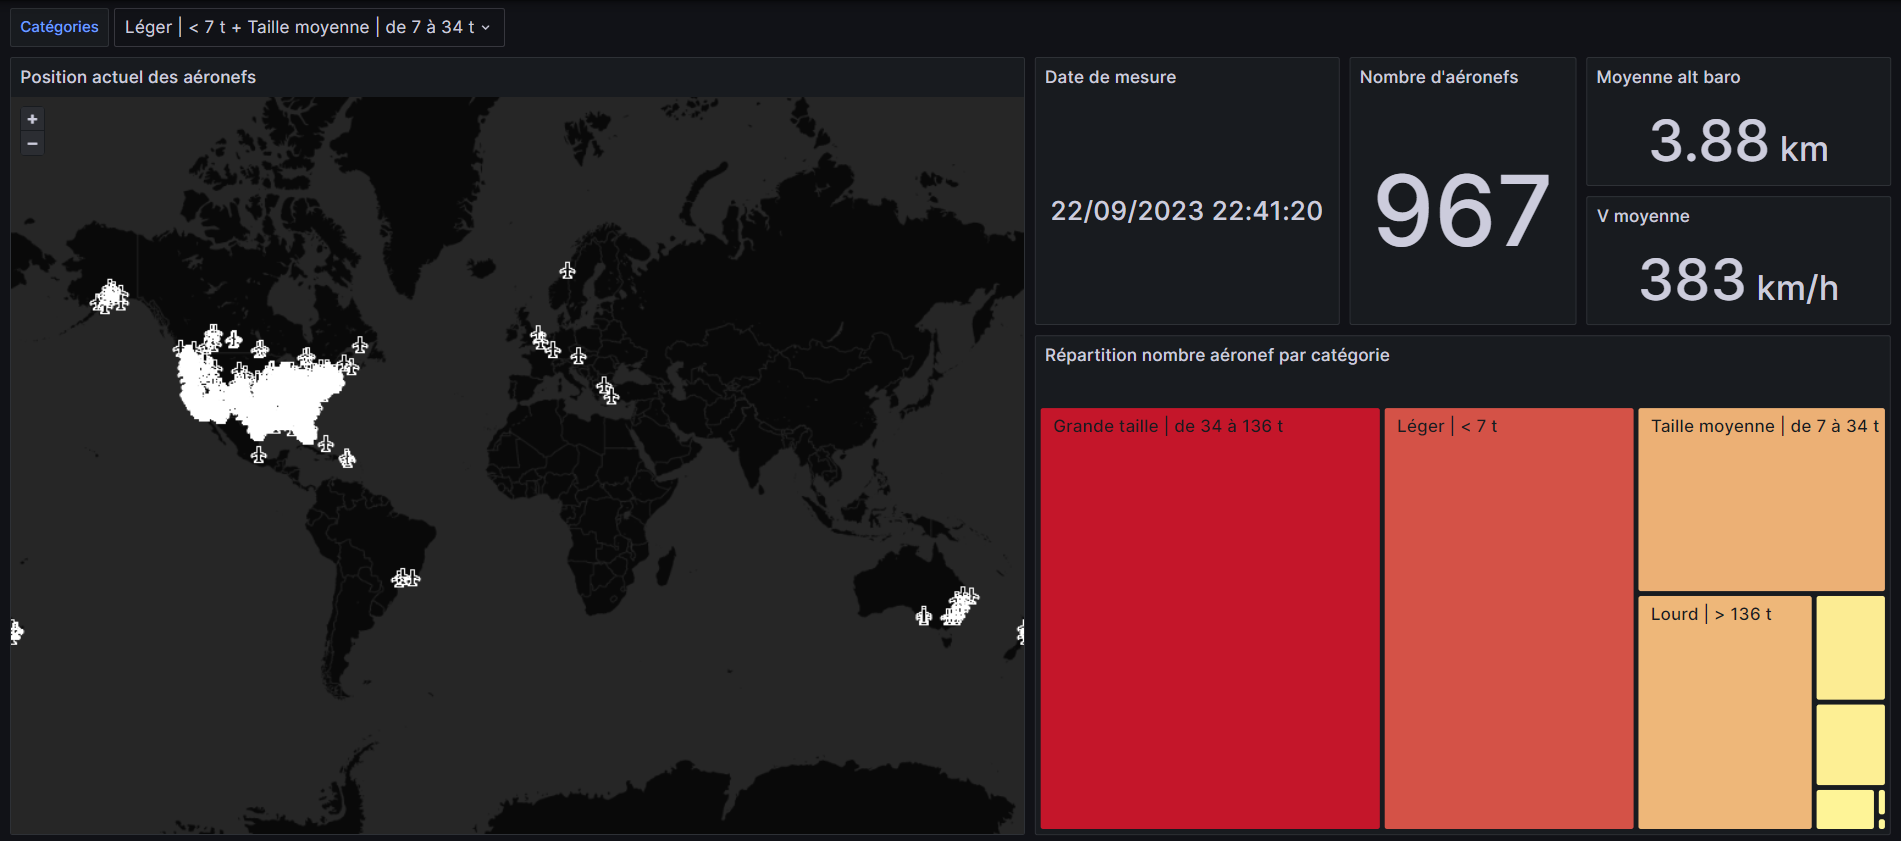 Catégories
Léger | < 7 t + Taille moyenne | de 7 à 34 t
Position actuel des aéronefs
+
−
Date de mesure
22/09/2023 22:41:20
Nombre d'aéronefs
967
Moyenne alt baro
3.88 km
V moyenne
383 km/h
Répartition nombre aéronef par catégorie
Grande taille | de 34 à 136 t
Léger | < 7 t
Taille moyenne | de 7 à 34 t
Lourd | > 136 t